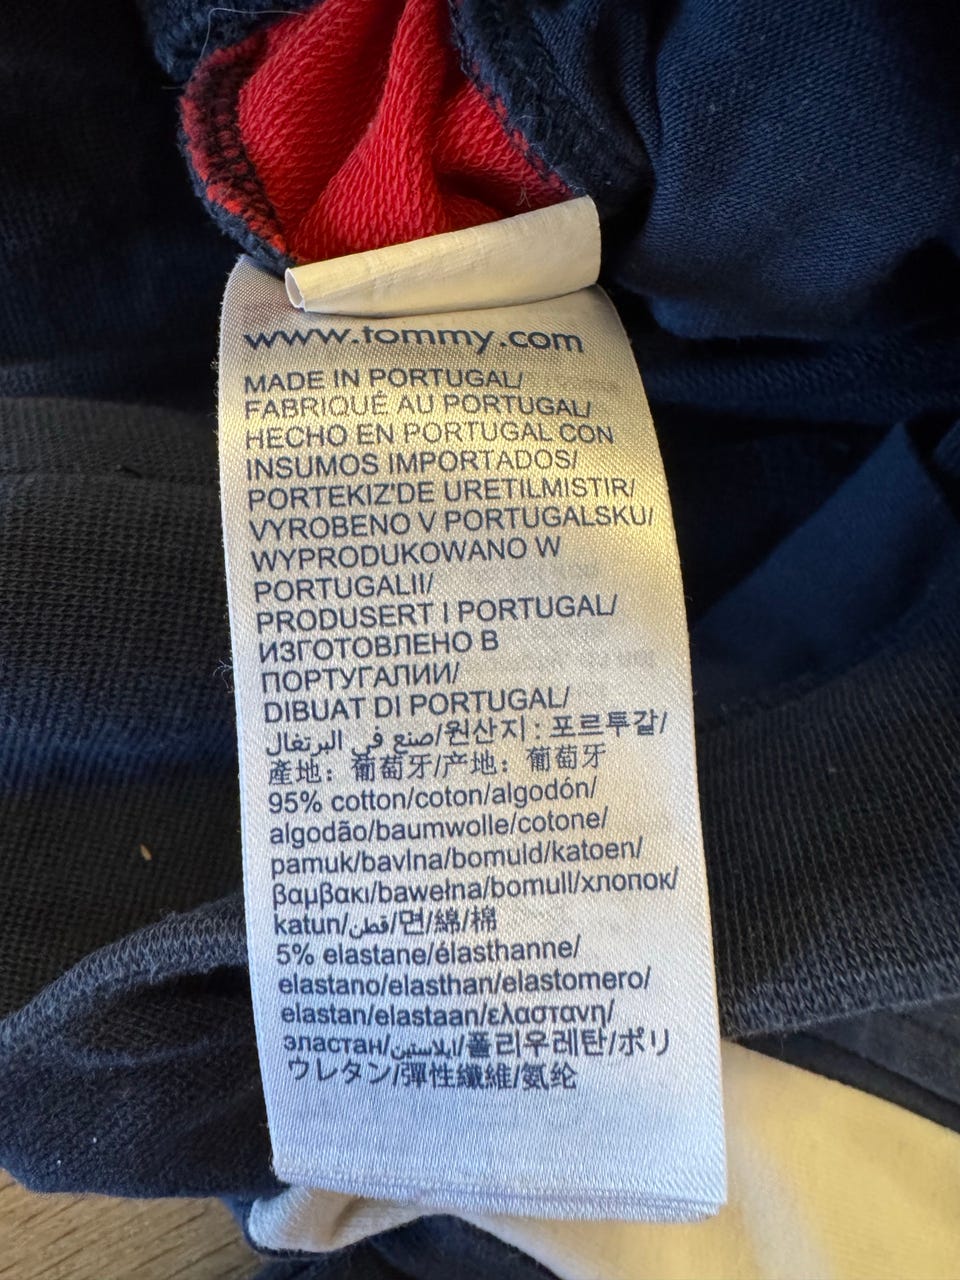 www.tommy.com
MADE IN PORTUGAL/
FABRIQUÉ AU PORTUGAL/
HECHO EN PORTUGAL CON
INSUMOS IMPORTADOS/
PORTEKIZ'DE URETILMISTIR/
VYROBENO V PORTUGALSKU/
WYPRODUKOWANO W
PORTUGALII/
PRODUSERT I PORTUGAL/
ИЗГОТОВЛЕНО В
ПОРТУГАЛИИ/
DIBUAT DI PORTUGAL/
صنع في البرتغال/원산지 : 포르투갈/
產地：葡萄牙/产地：葡萄牙
95% cotton/coton/algodón/
algodão/baumwolle/cotone/
pamuk/bavlna/bomuld/katoen/
βαμβακι/bawełna/bomull/хлопок/
katun/قطن/면/綿/棉
5% elastane/élasthanne/
elastano/elasthan/elastomero/
elastan/elastaan/ελαστανη/
эластан/ايلاستين/폴리우레탄/ポリ
ウレタン/彈性纖維/氨纶